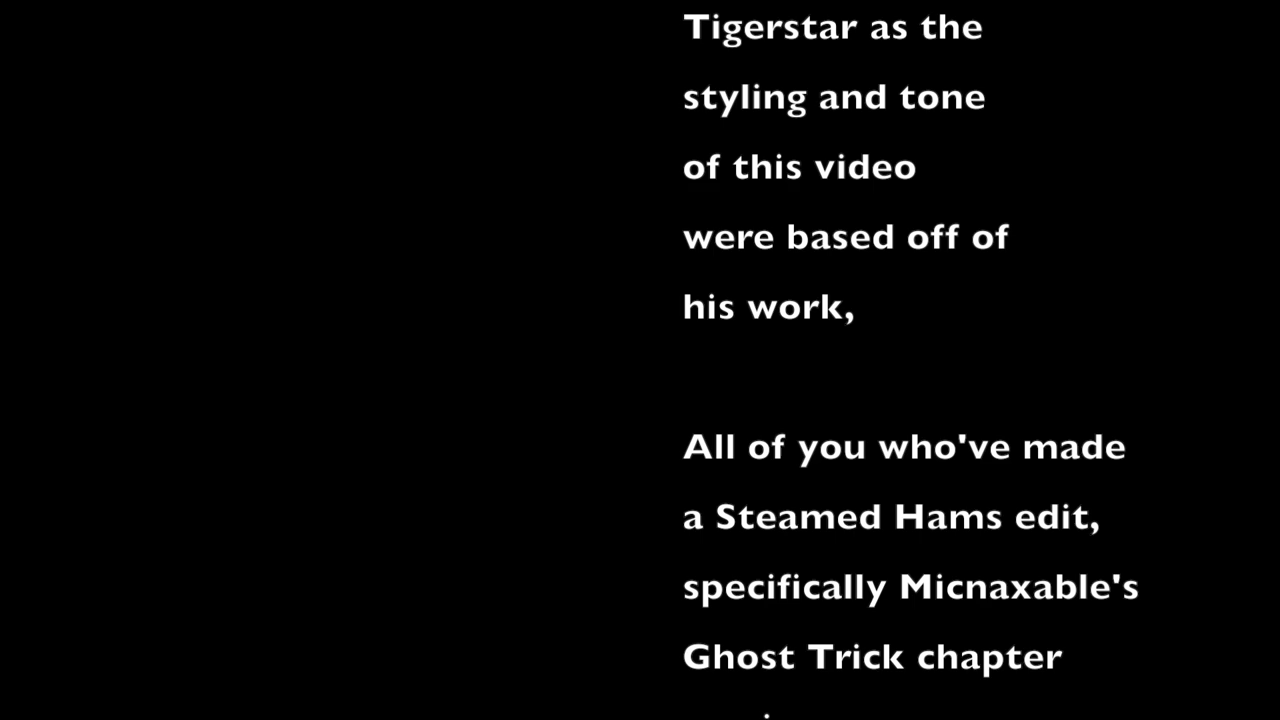 Tigerstar as the
styling and tone
of this video
were based off of
his work,
All of you who've made
a Steamed Hams edit,
specifically Micnaxable's
Ghost Trick chapter